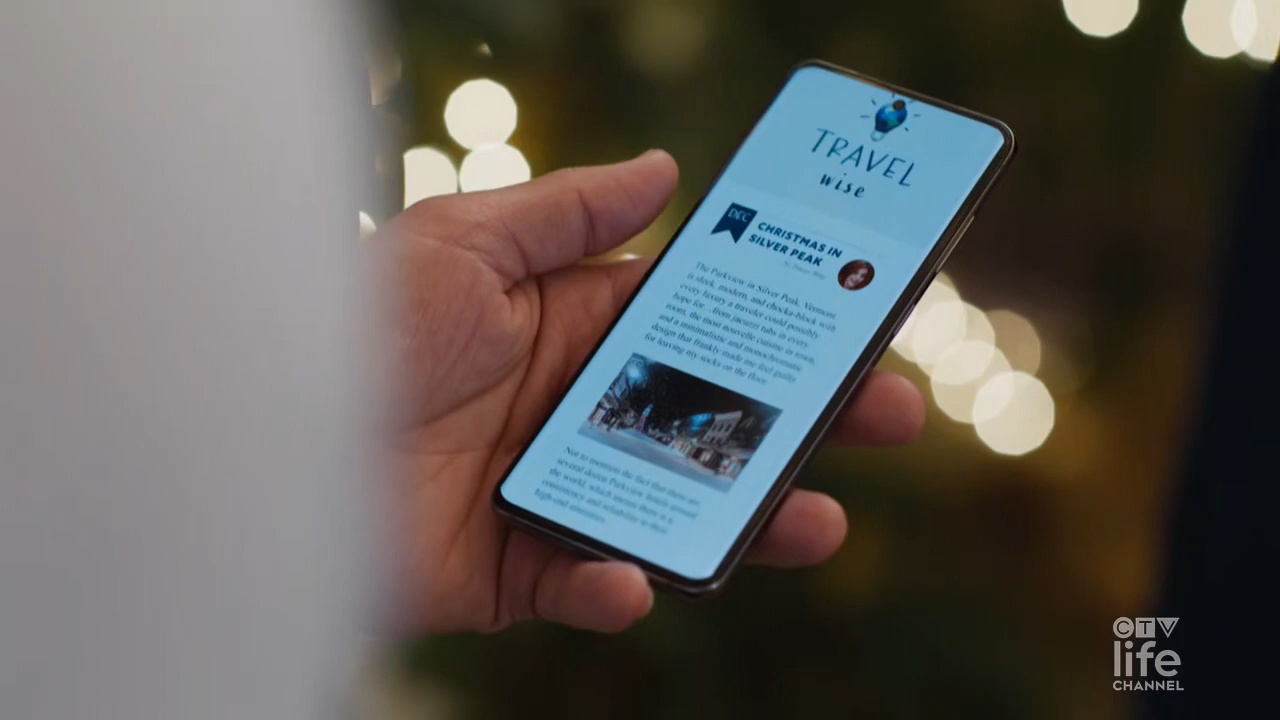 TRAVEL
wise
DEC
CHRISTMAS IN
SILVER PEAK
The Parkview in Silver Peak, Vermont
is sleek, modern, and chocka-block with
every luxury a traveler could possibly
hope for...from jacuzzi tubs in every
room, the most nouvelle cuisine in town,
and a minimalistic and monochromatic
design that frankly made me feel guilty
for leaving my socks on the floor.
Not to mention the fact that there are
several dozen Parkview hotels around
the world, which means there is a
consistency and reliability to their
high-end amenities.
CTV
life
CHANNEL